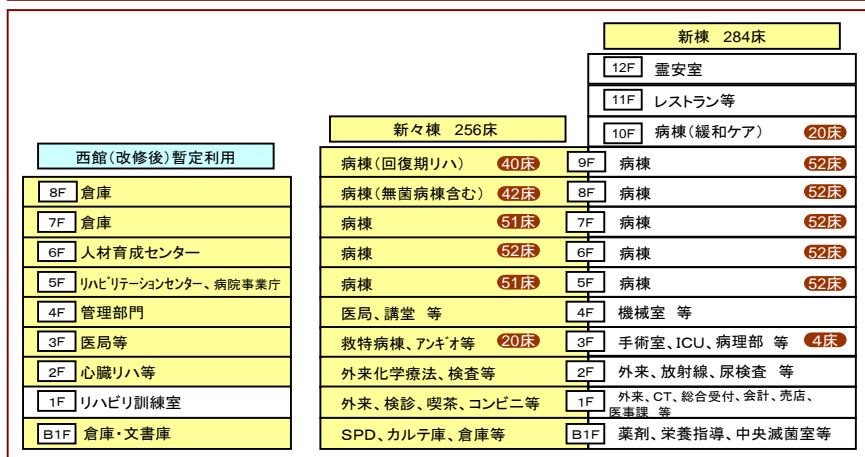 新棟 284床
12F 霊安室
11F レストラン等
10F 病棟(緩和ケア) 20床
9F 病棟 52床
8F 病棟 52床
7F 病棟 52床
6F 病棟 52床
5F 病棟 52床
4F 機械室 等
3F 手術室、ICU、病理部 等 4床
2F 外来、放射線、尿検査 等
1F 外来、CT、総合受付、会計、売店、
医事課 等
B1F 薬剤、栄養指導、中央滅菌室等
新々棟 256床
病棟(回復期リハ) 40床
病棟(無菌病棟含む) 42床
病棟 51床
病棟 52床
病棟 51床
医局、講堂 等
救特病棟、アンギオ等 20床
外来化学療法、検査等
外来、検診、喫茶、コンビニ等
SPD、カルテ庫、倉庫等
西館(改修後)暫定利用
8F 倉庫
7F 倉庫
6F 人材育成センター
5F リハビリテーションセンター、病院事業庁
4F 管理部門
3F 医局等
2F 心臓リハ等
1F リハビリ訓練室
B1F 倉庫・文書庫